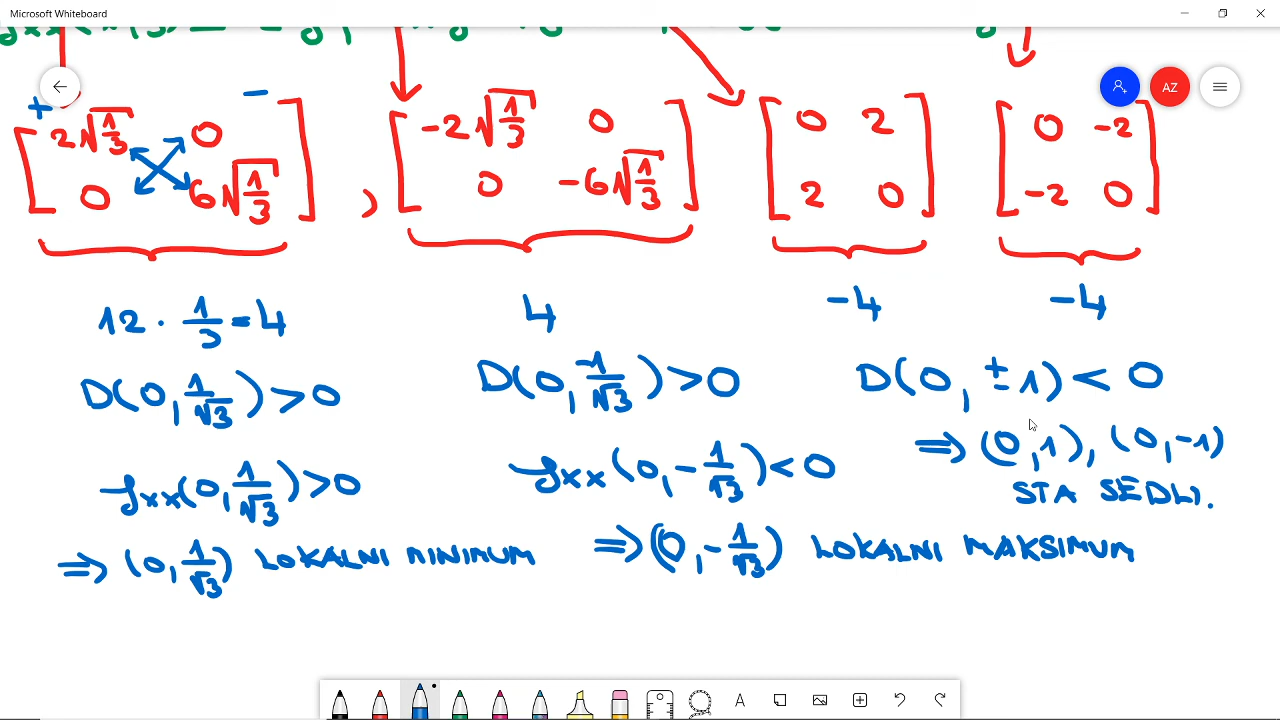 Microsoft Whiteboard
AZ
+ -
[2√(1/3) 0; 0 6√(1/3)] , [-2√(1/3) 0; 0 -6√(1/3)] [0 2; 2 0] [0 -2; -2 0]
12 · 1/3 = 4
D(0, 1/√3) > 0
fxx(0, 1/√3) > 0
⇒ (0, 1/√3) LOKALNI MINIMUM
4
D(0, -1/√3) > 0
fxx(0, -1/√3) < 0
⇒ (0, -1/√3) LOKALNI MAKSIMUM
-4 -4
D(0, ±1) < 0
⇒ (0,1), (0,-1)
STA SEDLI.
A